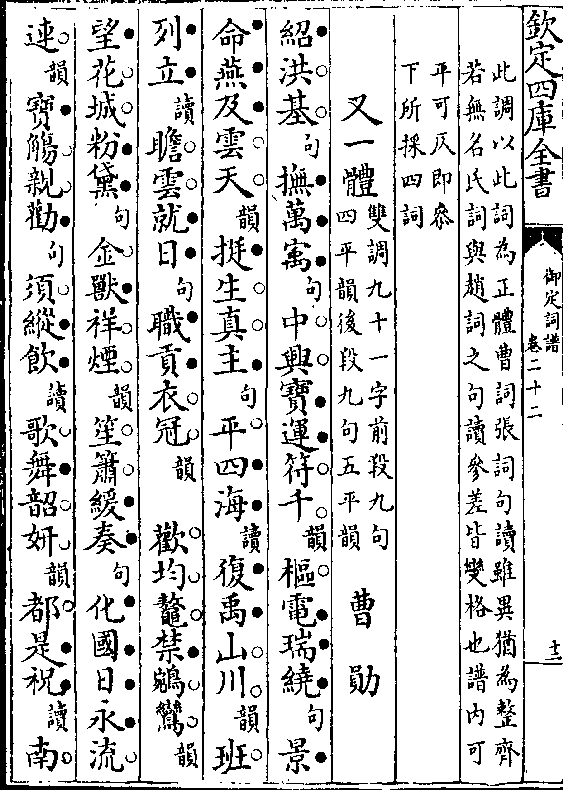 欽定四庫全書
御定詞譜
卷二十二
十二
此調以此詞為正體曹詞張詞句讀雖異猶為整齊
若無名氏詞與趙詞之句讀參差皆變格也譜內可
平可仄即叅
下所採四詞
又一體
雙調九十一字前段九句
四平韻後段九句五平韻
曹勛
紹洪基句撫萬㝢句中興寶運符千韻樞電瑞繞句景
命燕及雲天韻挺生真主句平四海讀復禹山川韻班
列立讀瞻雲就日句職貢衣冠韻 歡均鼇禁鵷鸞韻
望花城粉黛句金獸祥煙韻笙簫緩奏句化國日永流
連韻寶觴親勸句須縱飲讀歌舞韶妍韻都是祝讀南